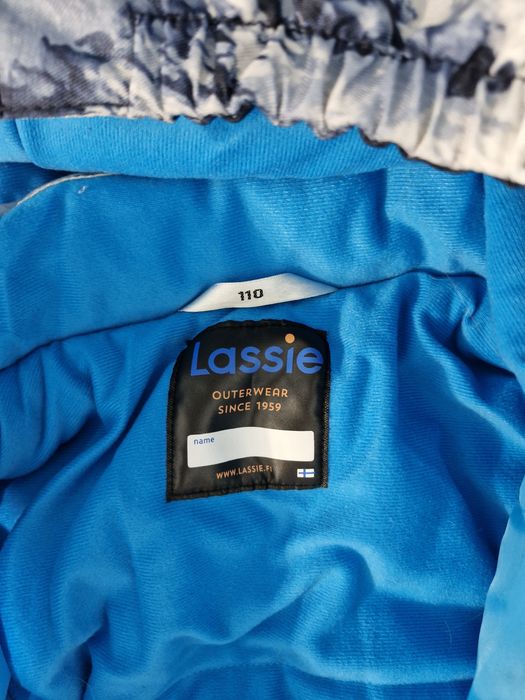 110
Lassie
OUTERWEAR
SINCE 1959
name
WWW.LASSIE.FI